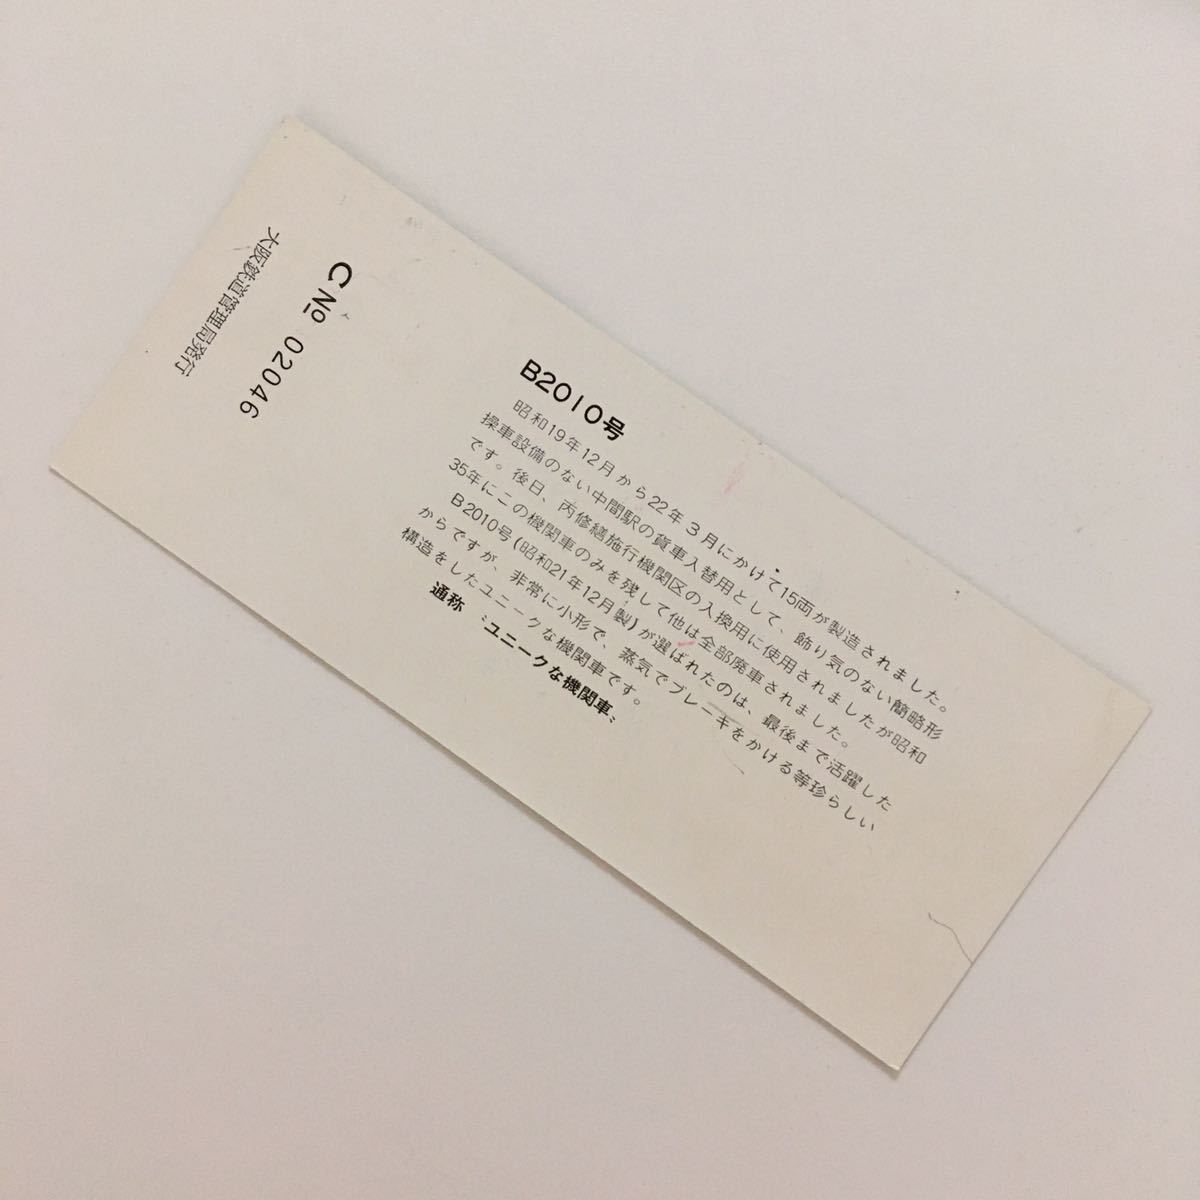 B2010号
昭和19年12月から22年3月にかけて15両が製造されました。
操車設備のない中間駅の貨車入替用として、飾り気のない簡略形
です。後日、丙修繕施行機関区の入換用に使用されましたが昭和
35年にこの機関車のみを残して他は全部廃車されました。
B2010号(昭和21年12月製)が選ばれたのは、最後まで活躍した
からですが、非常に小形で、蒸気でブレーキをかける等珍らしい
構造をしたユニークな機関車です。
通称 〝ユニークな機関車〟
C No 02046
大阪鉄道管理局発行